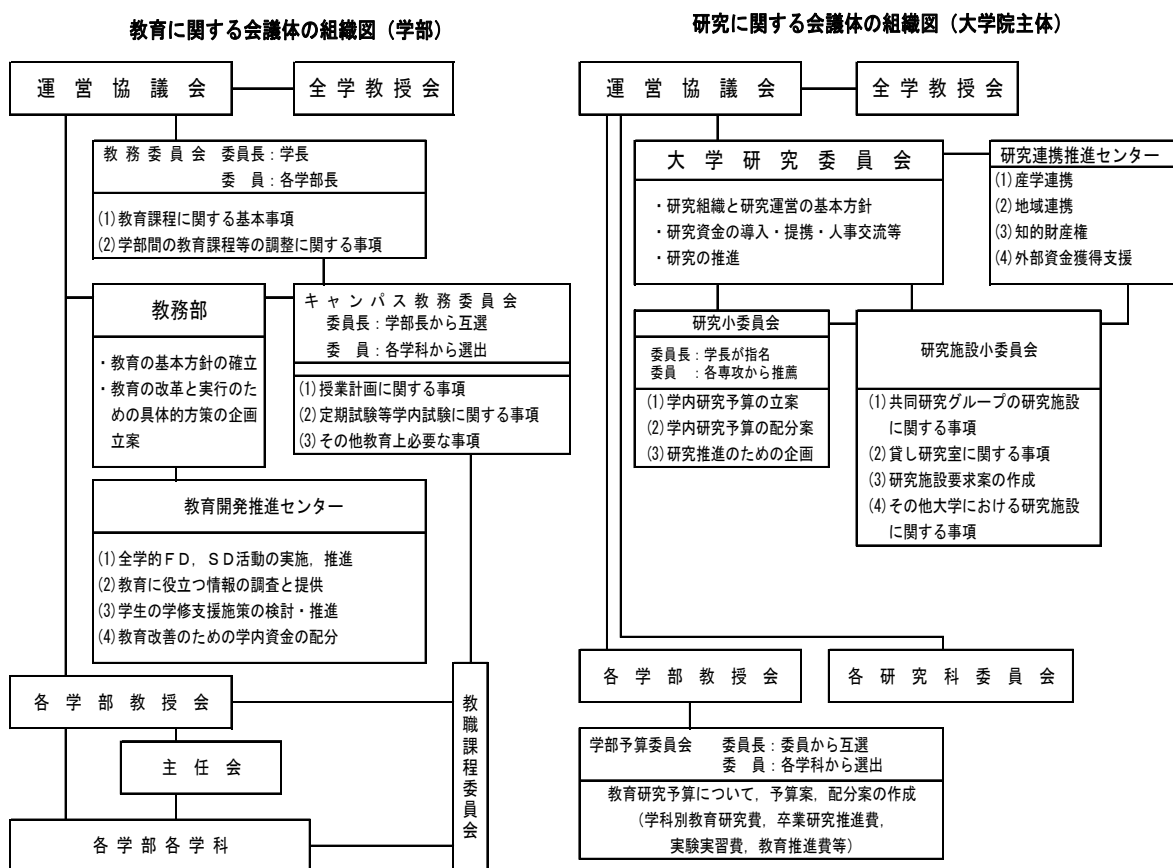 教育に関する会議体の組織図（学部）
運営協議会
全学教授会
教務委員会 委員長：学長
委 員：各学部長
(1)教育課程に関する基本事項
(2)学部間の教育課程等の調整に関する事項
教務部
・教育の基本方針の確立
・教育の改革と実行のた
めの具体的方策の企画
立案
キャンパス教務委員会
委員長：学部長から互選
委 員：各学科から選出
(1)授業計画に関する事項
(2)定期試験等学内試験に関する事項
(3)その他教育上必要な事項
教育開発推進センター
(1)全学的ＦＤ，ＳＤ活動の実施，推進
(2)教育に役立つ情報の調査と提供
(3)学生の学修支援施策の検討・推進
(4)教育改善のための学内資金の配分
各学部教授会
主任会
各学部各学科
教職課程委員会
研究に関する会議体の組織図（大学院主体）
運営協議会
全学教授会
大学研究委員会
・研究組織と研究運営の基本方針
・研究資金の導入・提携・人事交流等
・研究の推進
研究連携推進センター
(1)産学連携
(2)地域連携
(3)知的財産権
(4)外部資金獲得支援
研究小委員会
委員長：学長が指名
委員 ：各専攻から推薦
(1)学内研究予算の立案
(2)学内研究予算の配分案
(3)研究推進のための企画
研究施設小委員会
(1)共同研究グループの研究施設
に関する事項
(2)貸し研究室に関する事項
(3)研究施設要求案の作成
(4)その他大学における研究施設
に関する事項
各学部教授会
各研究科委員会
学部予算委員会 委員長：委員から互選
委 員：各学科から選出
教育研究予算について，予算案，配分案の作成
（学科別教育研究費，卒業研究推進費，
実験実習費，教育推進費等）